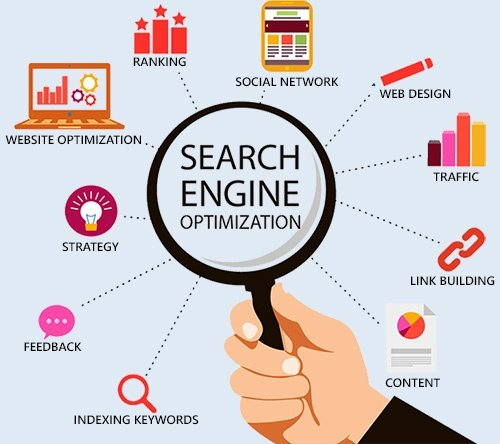 RANKING
SOCIAL NETWORK
WEB DESIGN
WEBSITE OPTIMIZATION
SEARCH
ENGINE
OPTIMIZATION
TRAFFIC
STRATEGY
LINK BUILDING
FEEDBACK
CONTENT
INDEXING KEYWORDS